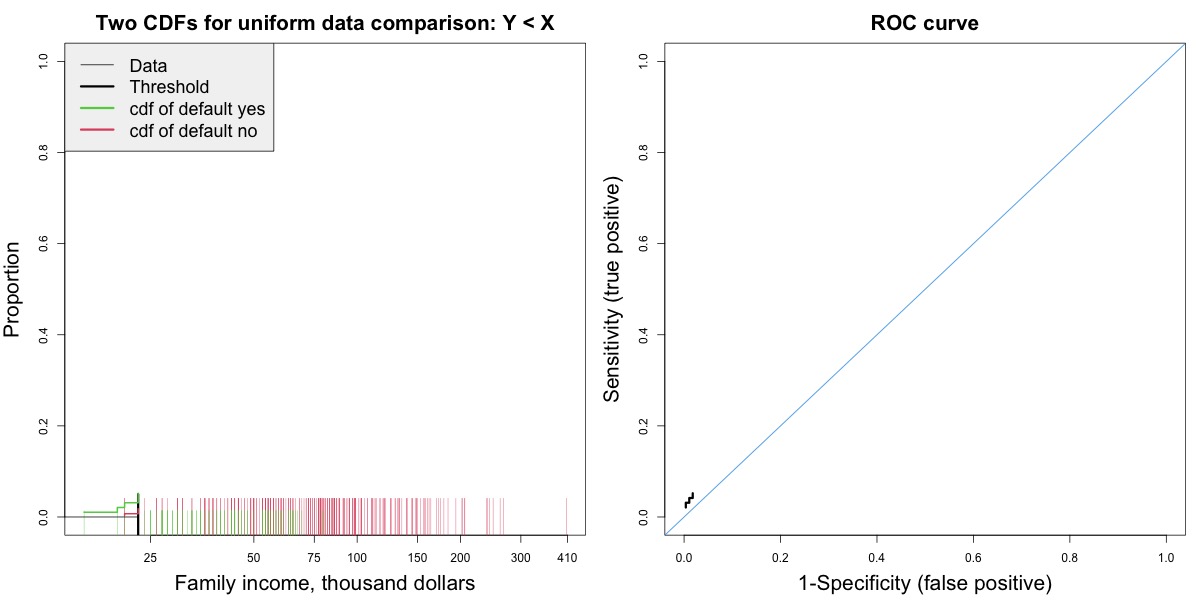 Two CDFs for uniform data comparison: Y < X
Data
Threshold
cdf of default yes
cdf of default no
Proportion
0.0
0.2
0.4
0.6
0.8
1.0
25 50 75 100 150 200 300 410
Family income, thousand dollars
ROC curve
Sensitivity (true positive)
0.0
0.2
0.4
0.6
0.8
1.0
0.0 0.2 0.4 0.6 0.8 1.0
1-Specificity (false positive)